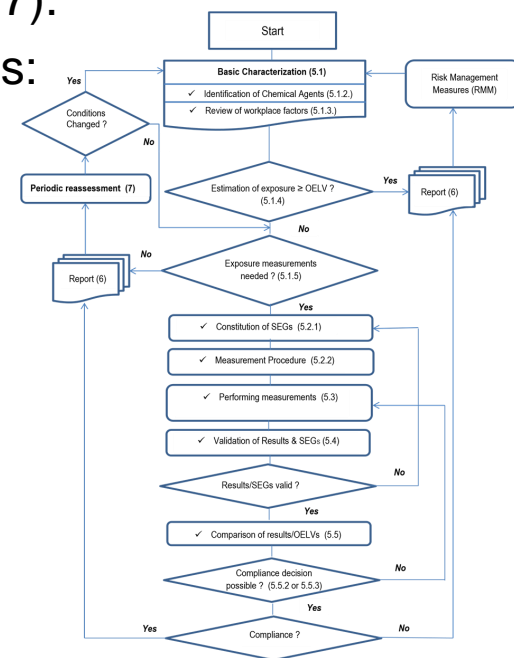 7).
s:
Start
Basic Characterization (5.1)
✓ Identification of Chemical Agents (5.1.2.)
✓ Review of workplace factors (5.1.3.)
Risk Management
Measures (RMM)
Yes
Conditions
Changed ?
No
Periodic reassessment (7)
Estimation of exposure ≥ OELV ?
(5.1.4)
Yes
Report (6)
No
Exposure measurements
needed ? (5.1.5)
No
Report (6)
Yes
✓ Constitution of SEGs (5.2.1)
✓ Measurement Procedure (5.2.2)
✓ Performing measurements (5.3)
✓ Validation of Results & SEGs (5.4)
Results/SEGs valid ?
No
Yes
✓ Comparison of results/OELVs (5.5)
Compliance decision
possible ? (5.5.2 or 5.5.3)
No
Yes
Compliance ?
Yes
No